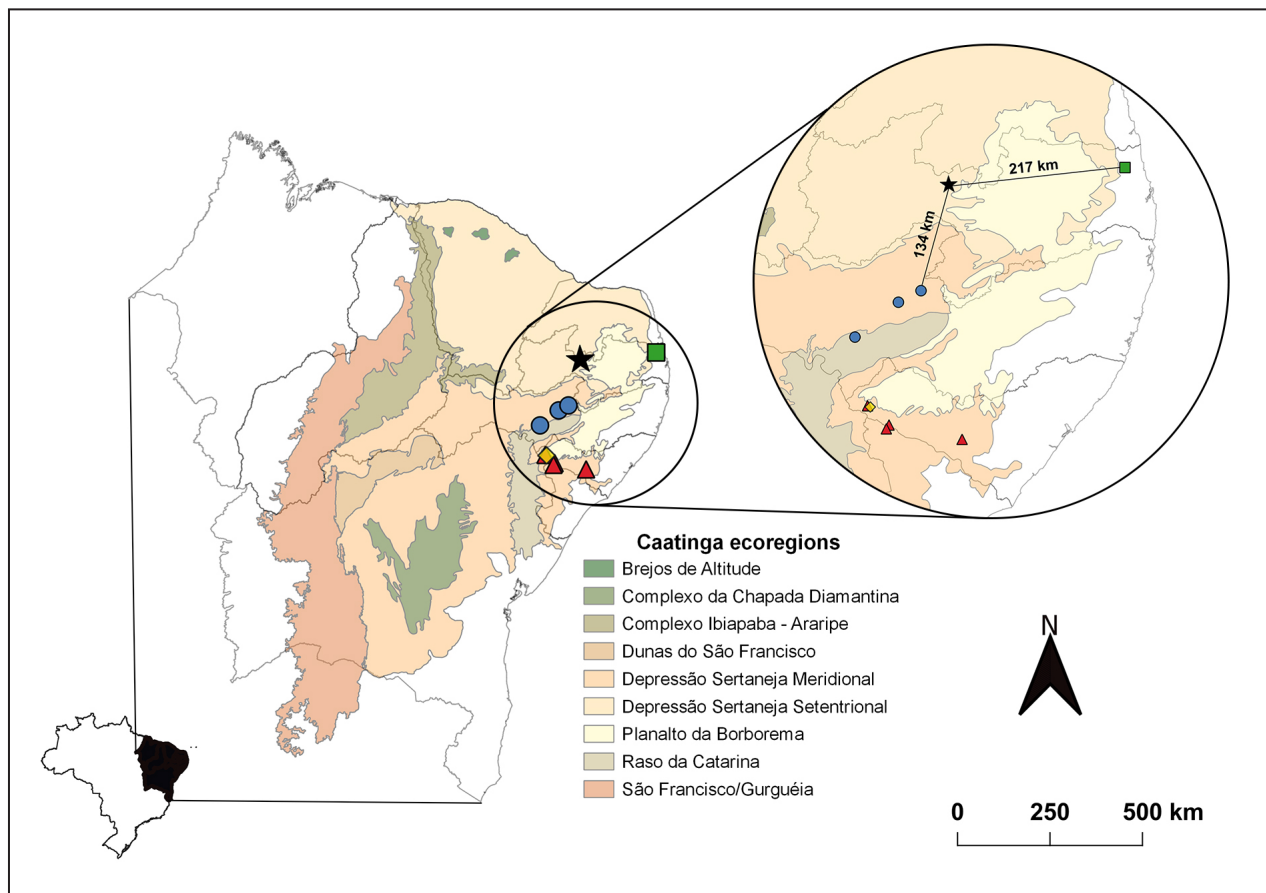 217 km
134 km
Caatinga ecoregions
Brejos de Altitude
Complexo da Chapada Diamantina
Complexo Ibiapaba - Araripe
Dunas do São Francisco
Depressão Sertaneja Meridional
Depressão Sertaneja Setentrional
Planalto da Borborema
Raso da Catarina
São Francisco/Gurguéia
N
0 250 500 km